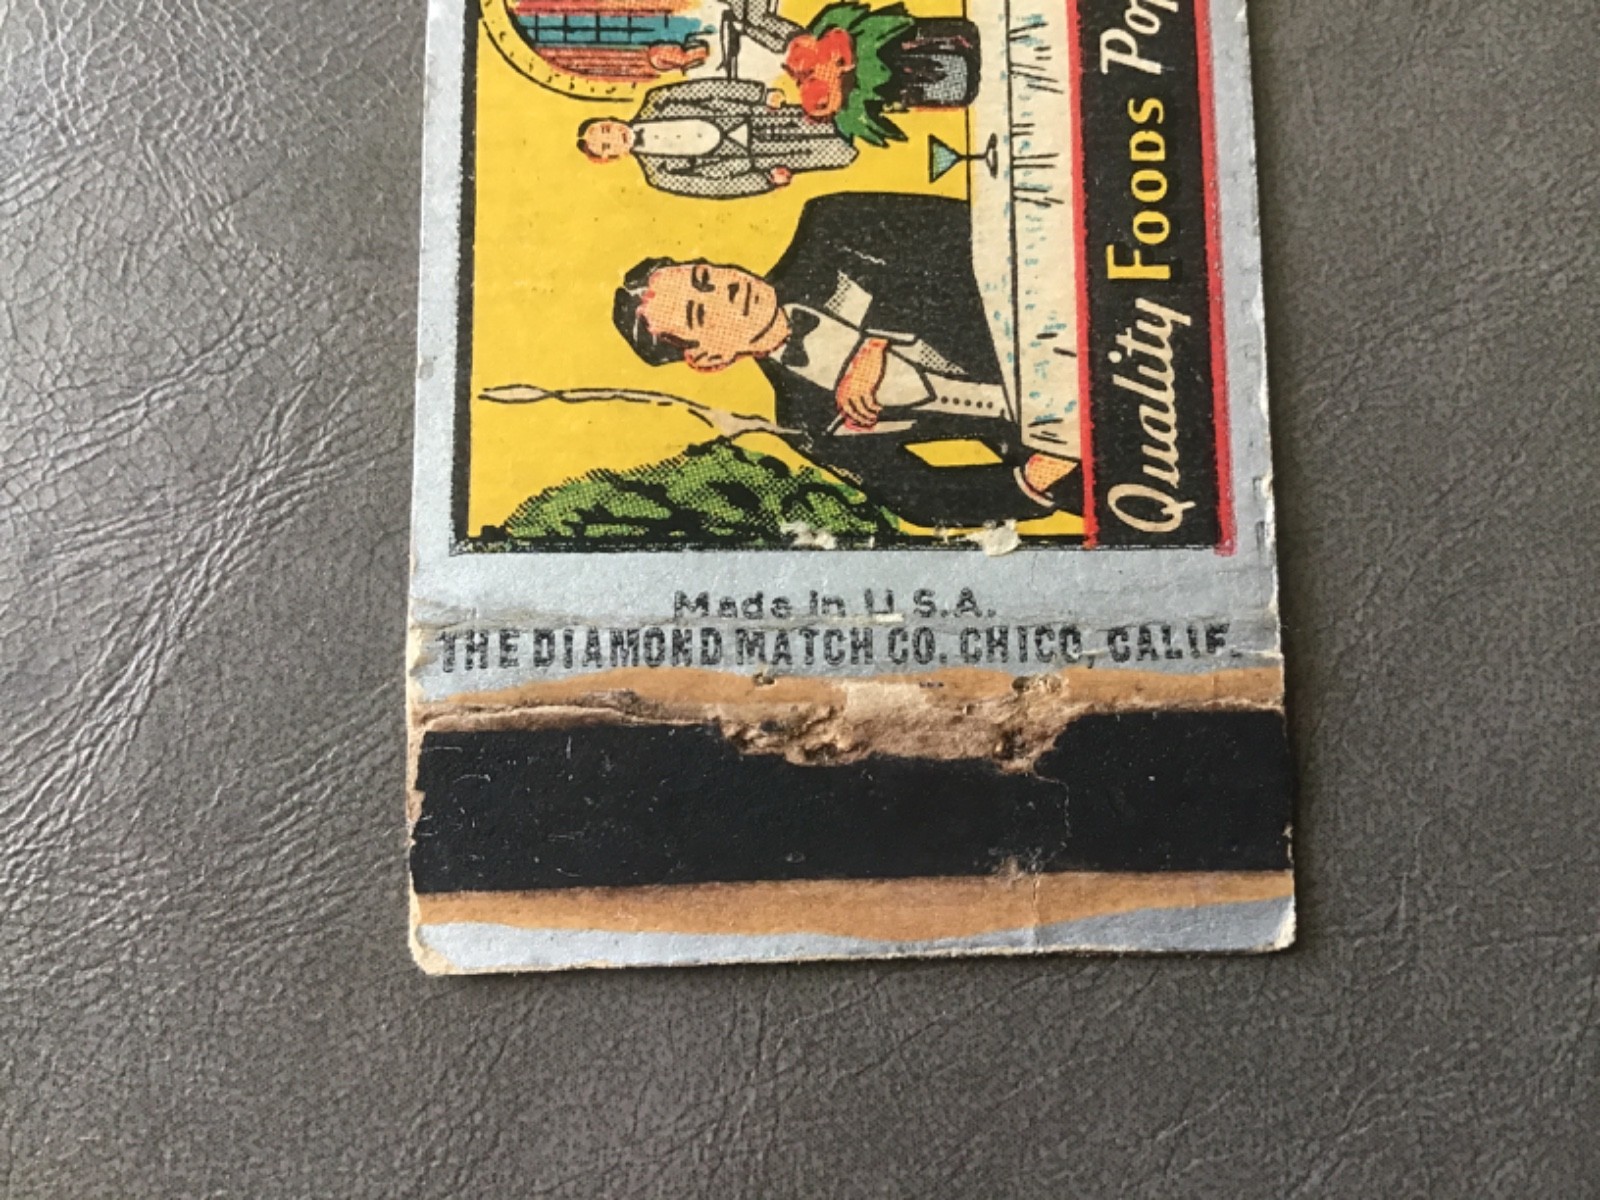 Quality FOODS
Made In U.S.A.
THE DIAMOND MATCH CO. CHICO, CALIF.